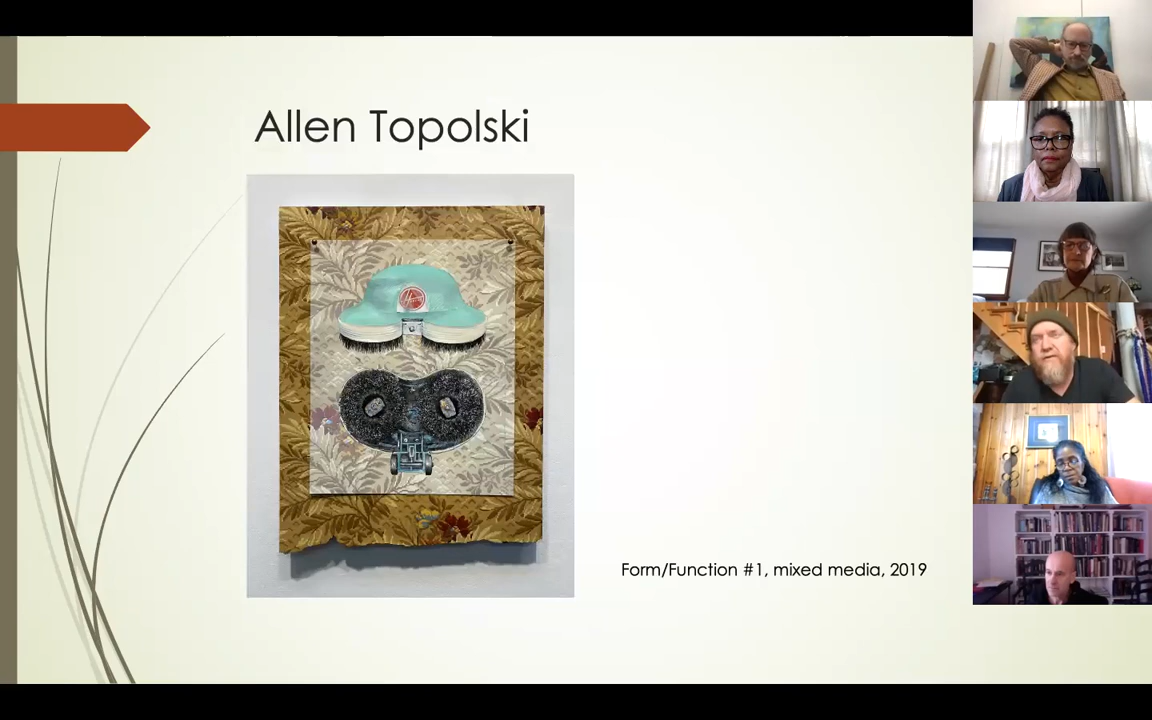 Allen Topolski
Form/Function #1, mixed media, 2019